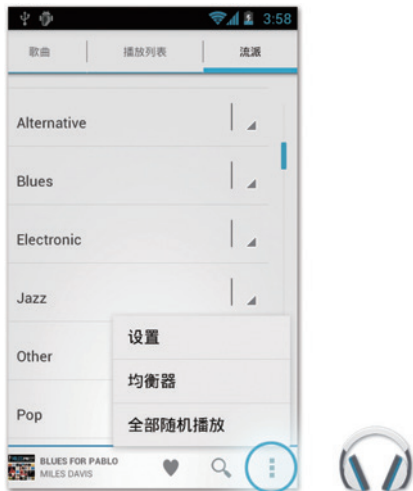 3:58
歌曲 播放列表 流派
Alternative
Blues
Electronic
Jazz
设置
Other
均衡器
Pop
全部随机播放
BLUES FOR PABLO
MILES DAVIS